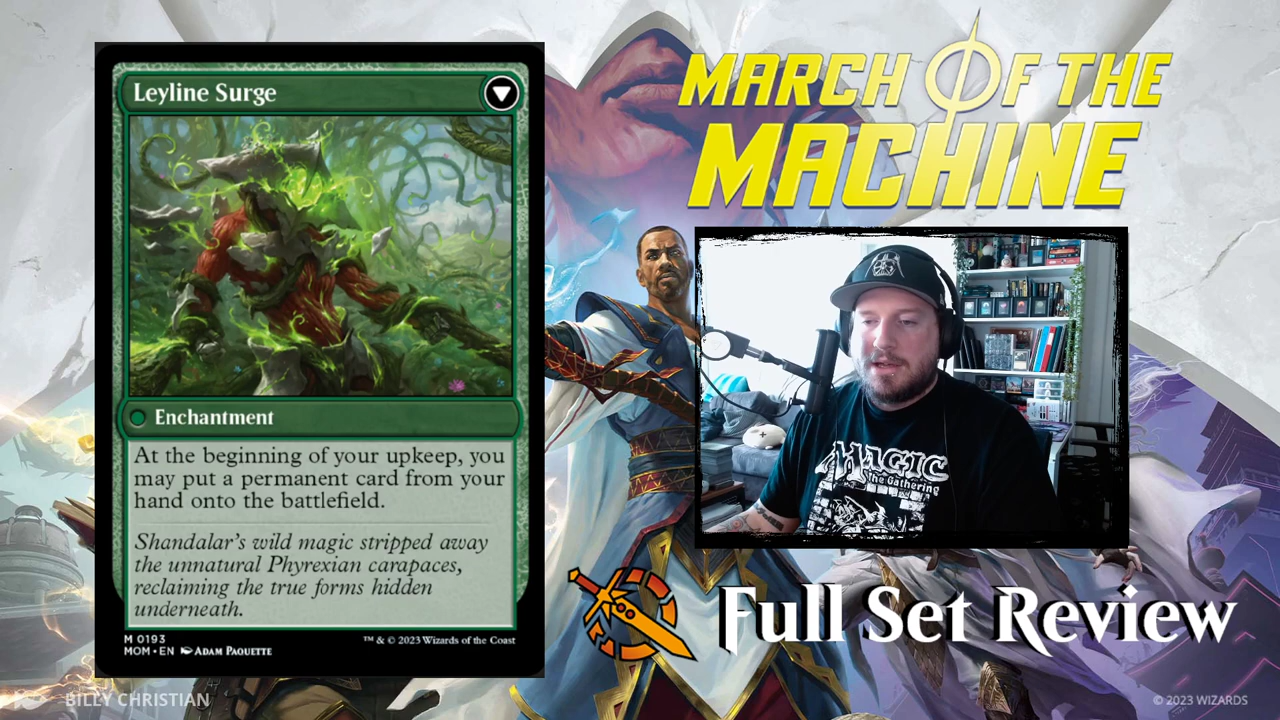 Leyline Surge
Enchantment
At the beginning of your upkeep, you
may put a permanent card from your
hand onto the battlefield.
Shandalar's wild magic stripped away
the unnatural Phyrexian carapaces,
reclaiming the true forms hidden
underneath.
M 0193
MOM • EN ADAM PAQUETTE
™ & © 2023 Wizards of the Coast
MARCH OF THE
MACHINE
MAGIC
The Gathering
Full Set Review
BILLY CHRISTIAN
© 2023 WIZARDS